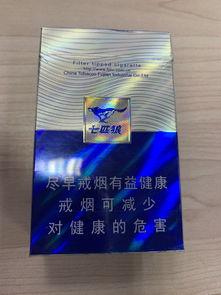 Filter tipped cigarette
China Tobacco Fujian Industrial Co.,Ltd
七匹狼
尽早戒烟有益健康
戒烟可减少
对健康的危害